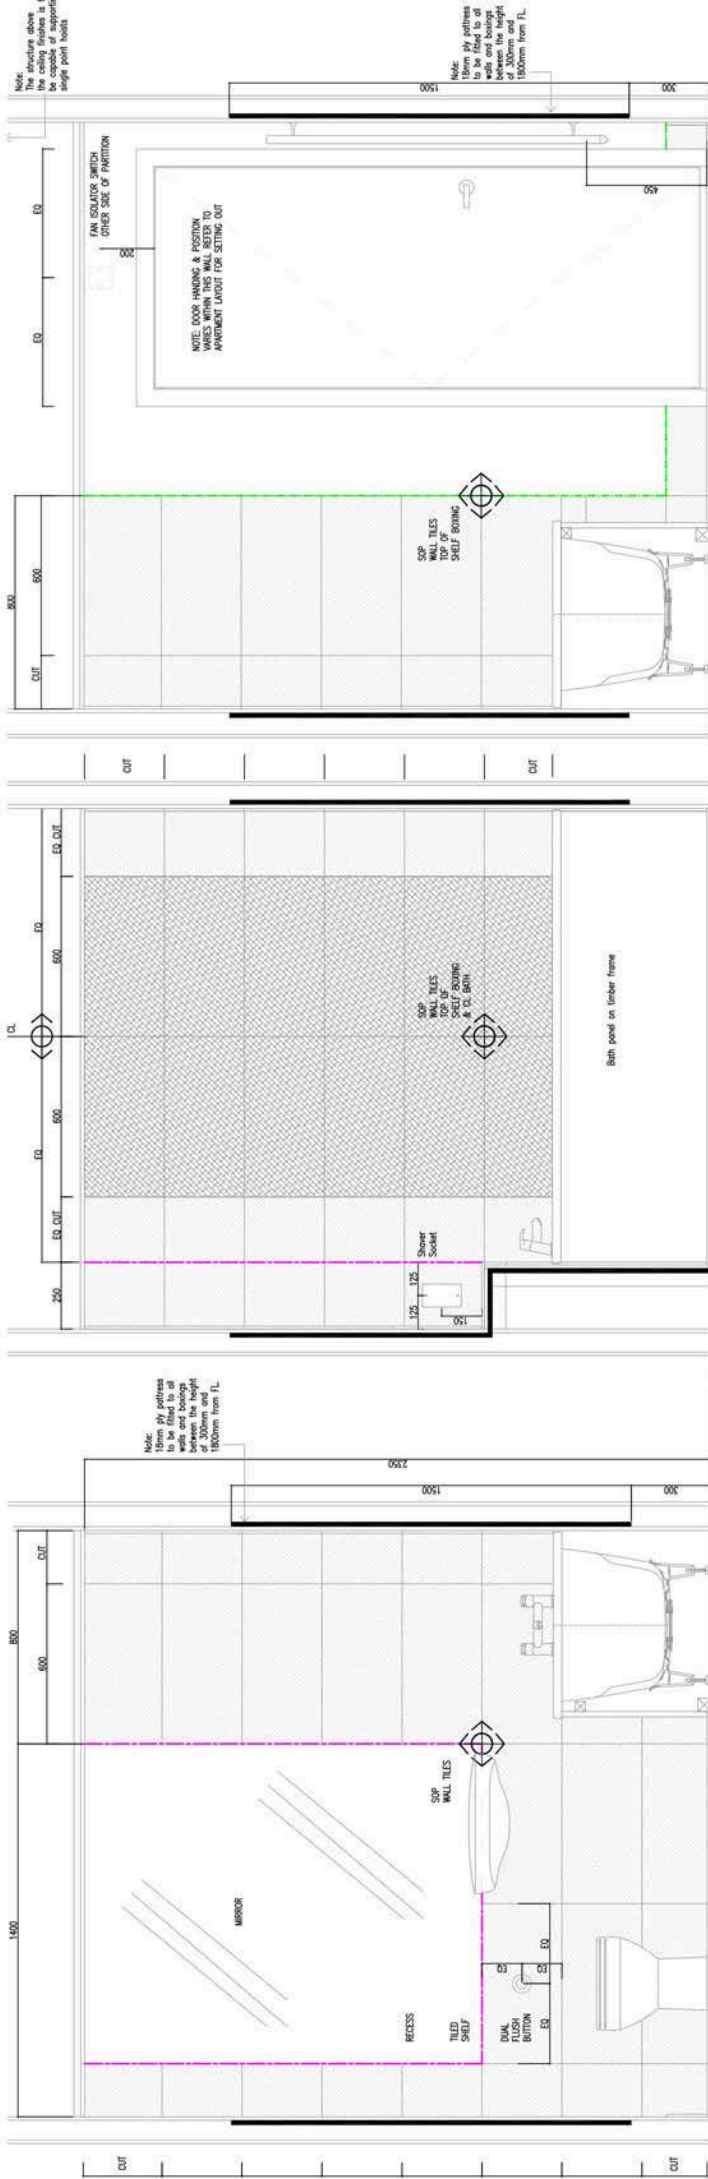 Note:
The structure above
the ceiling finishes is t
be capable of supportin
single point hoists
EQ
EQ
FAN ISOLATOR SWITCH
OTHER SIDE OF PARTITION
200
NOTE: DOOR HANDING & POSITION
VARIES WITHIN THIS WALL REFER TO
APARTMENT LAYOUT FOR SETTING OUT
Note:
18mm ply pattress
to be fitted to all
walls and boxings
between the height
of 300mm and
1800mm from FL.
1500
300
450
800
CUT
600
SOP
WALL TILES
TOP OF
SHELF BOXING
CUT
CUT
CL
EQ
EQ
250
EQ CUT
600
600
EQ CUT
SOP
WALL TILES
TOP OF
SHELF BOXING
& CL BATH
Shaver
Socket
125
125
150
Bath panel on timber frame
Note:
18mm ply pattress
to be fitted to all
walls and boxings
between the height
of 300mm and
1800mm from FL.
2350
1500
300
1400
800
600
CUT
MIRROR
RECESS
TILED
SHELF
SOP
WALL TILES
DUAL
FLUSH
BUTTON
EQ
EQ
EQ
EQ
CUT
CUT